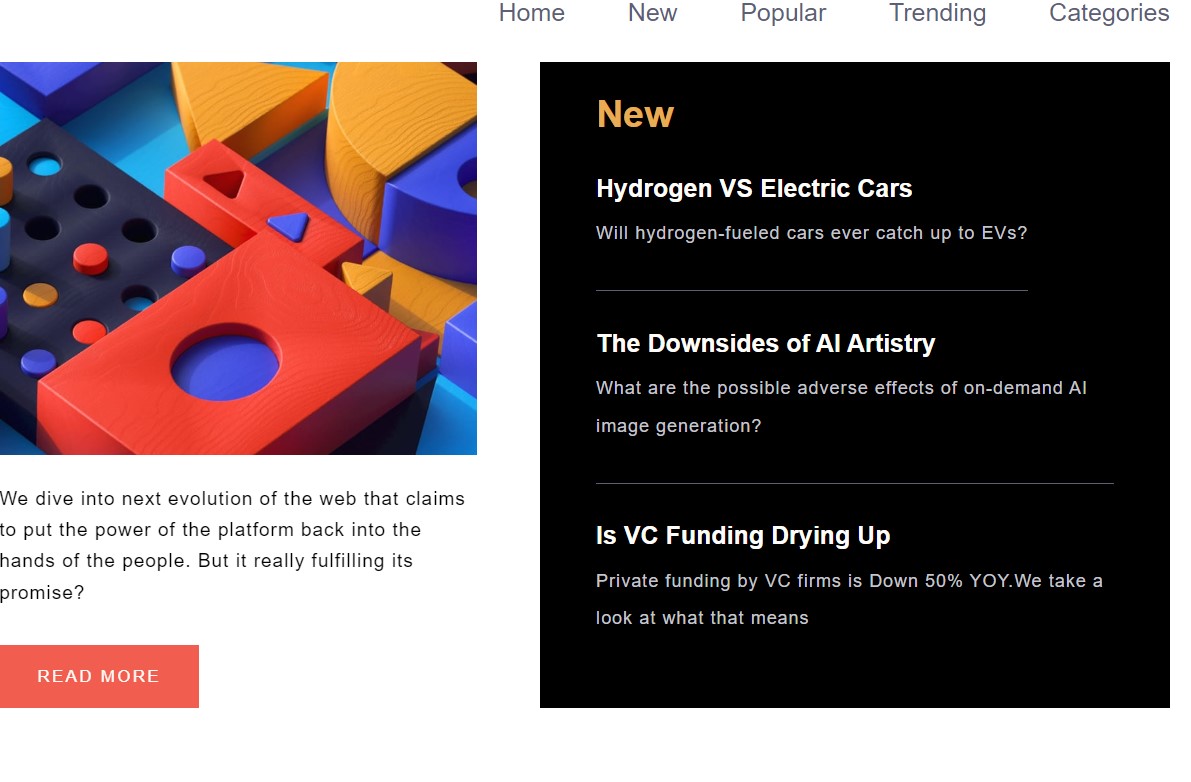 Home New Popular Trending Categories
We dive into next evolution of the web that claims
to put the power of the platform back into the
hands of the people. But it really fulfilling its
promise?
READ MORE
New
Hydrogen VS Electric Cars
Will hydrogen-fueled cars ever catch up to EVs?
The Downsides of AI Artistry
What are the possible adverse effects of on-demand AI
image generation?
Is VC Funding Drying Up
Private funding by VC firms is Down 50% YOY.We take a
look at what that means